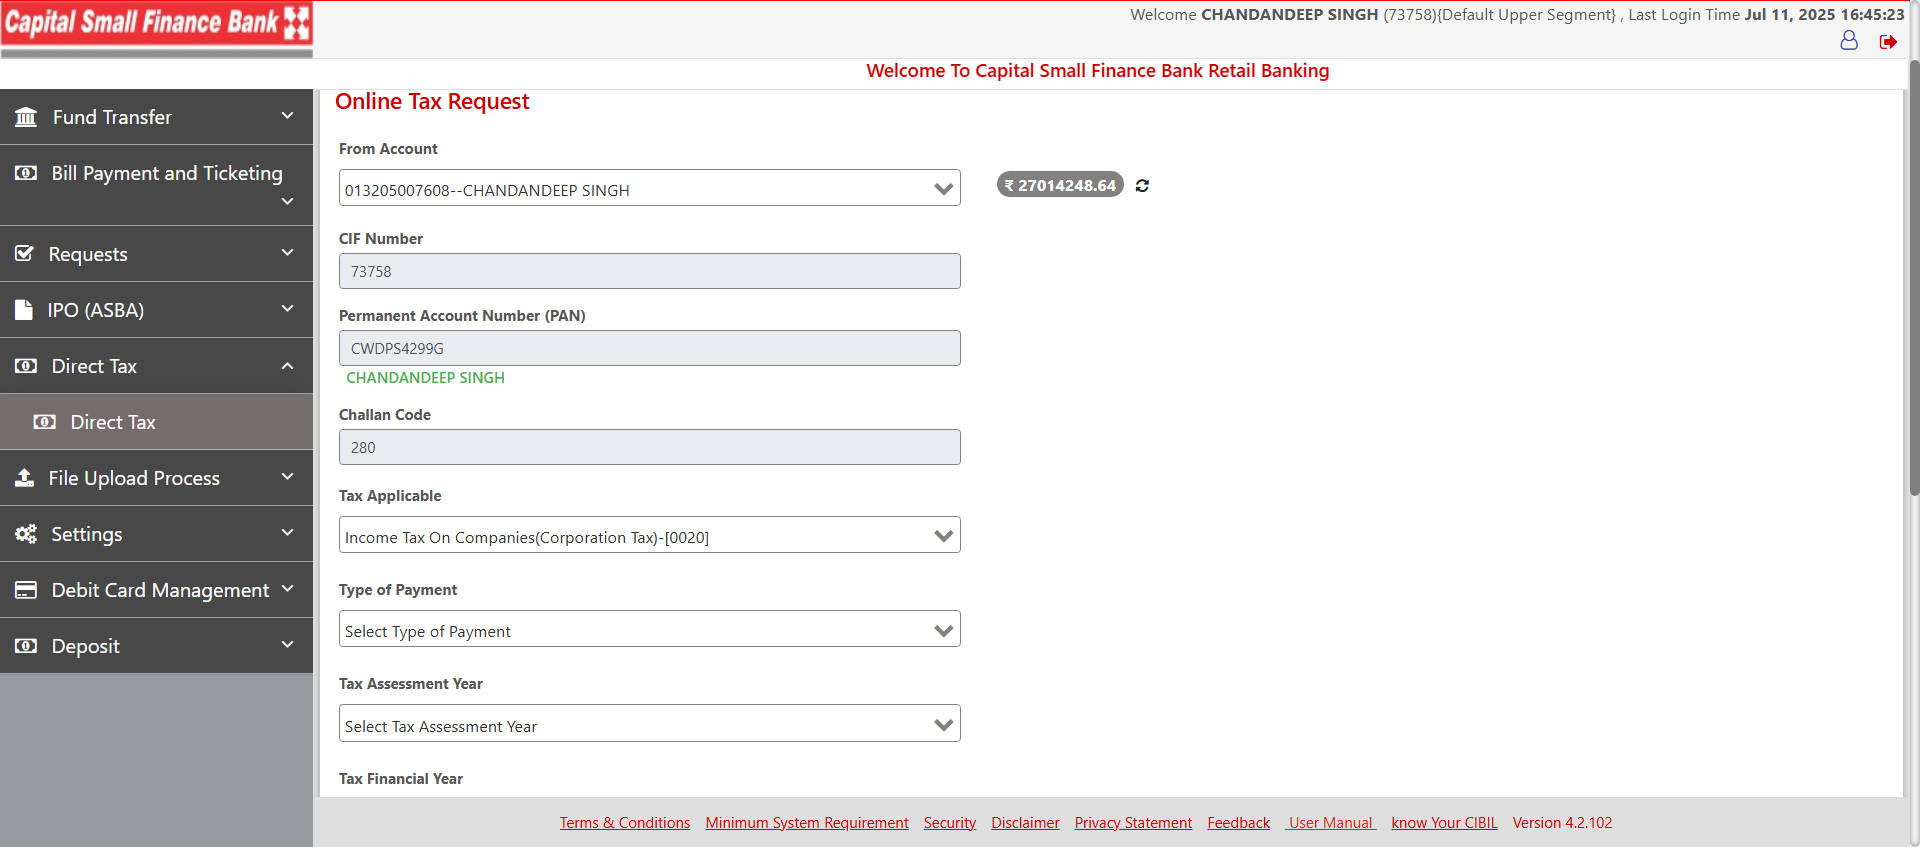 Capital Small Finance Bank
Welcome CHANDANDEEP SINGH (73758){Default Upper Segment} , Last Login Time Jul 11, 2025 16:45:23
Welcome To Capital Small Finance Bank Retail Banking
Fund Transfer
Bill Payment and Ticketing
Requests
IPO (ASBA)
Direct Tax
Direct Tax
File Upload Process
Settings
Debit Card Management
Deposit
Online Tax Request
From Account
013205007608--CHANDANDEEP SINGH
₹ 27014248.64
CIF Number
73758
Permanent Account Number (PAN)
CWDPS4299G
CHANDANDEEP SINGH
Challan Code
280
Tax Applicable
Income Tax On Companies(Corporation Tax)-[0020]
Type of Payment
Select Type of Payment
Tax Assessment Year
Select Tax Assessment Year
Tax Financial Year
Terms & Conditions Minimum System Requirement Security Disclaimer Privacy Statement Feedback User Manual know Your CIBIL Version 4.2.102